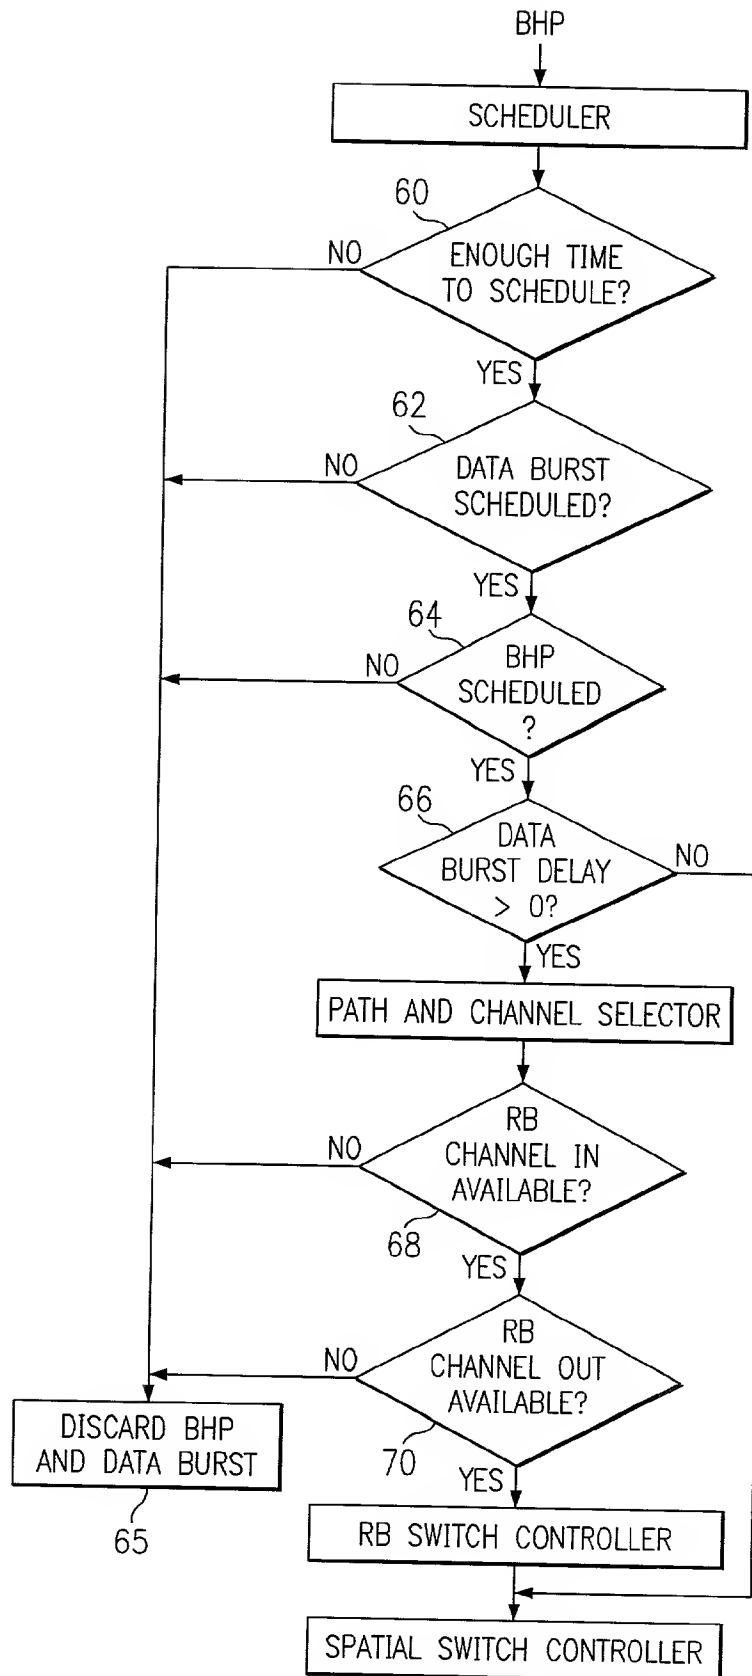 BHP
SCHEDULER
60
NO
ENOUGH TIME
TO SCHEDULE?
YES
62
NO
DATA BURST
SCHEDULED?
YES
64
NO
BHP
SCHEDULED
?
YES
66
DATA
BURST DELAY
> 0?
NO
YES
PATH AND CHANNEL SELECTOR
NO
RB
CHANNEL IN
AVAILABLE?
68
YES
NO
RB
CHANNEL OUT
AVAILABLE?
70
YES
DISCARD BHP
AND DATA BURST
65
RB SWITCH CONTROLLER
SPATIAL SWITCH CONTROLLER